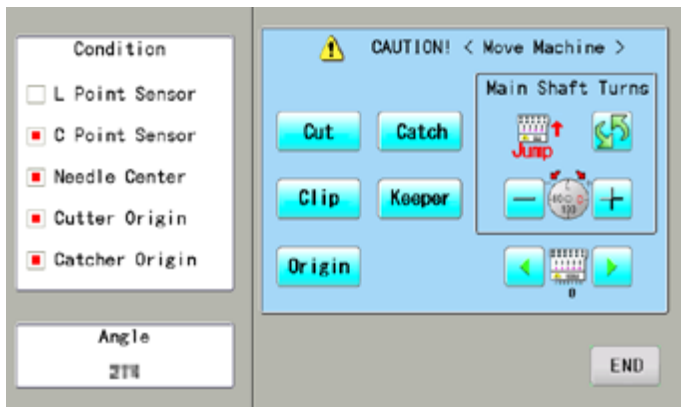 Condition
L Point Sensor
C Point Sensor
Needle Center
Cutter Origin
Catcher Origin
Angle
CAUTION! < Move Machine >
Main Shaft Turns
Cut
Catch
Jump
Clip
Keeper
Origin
0
END